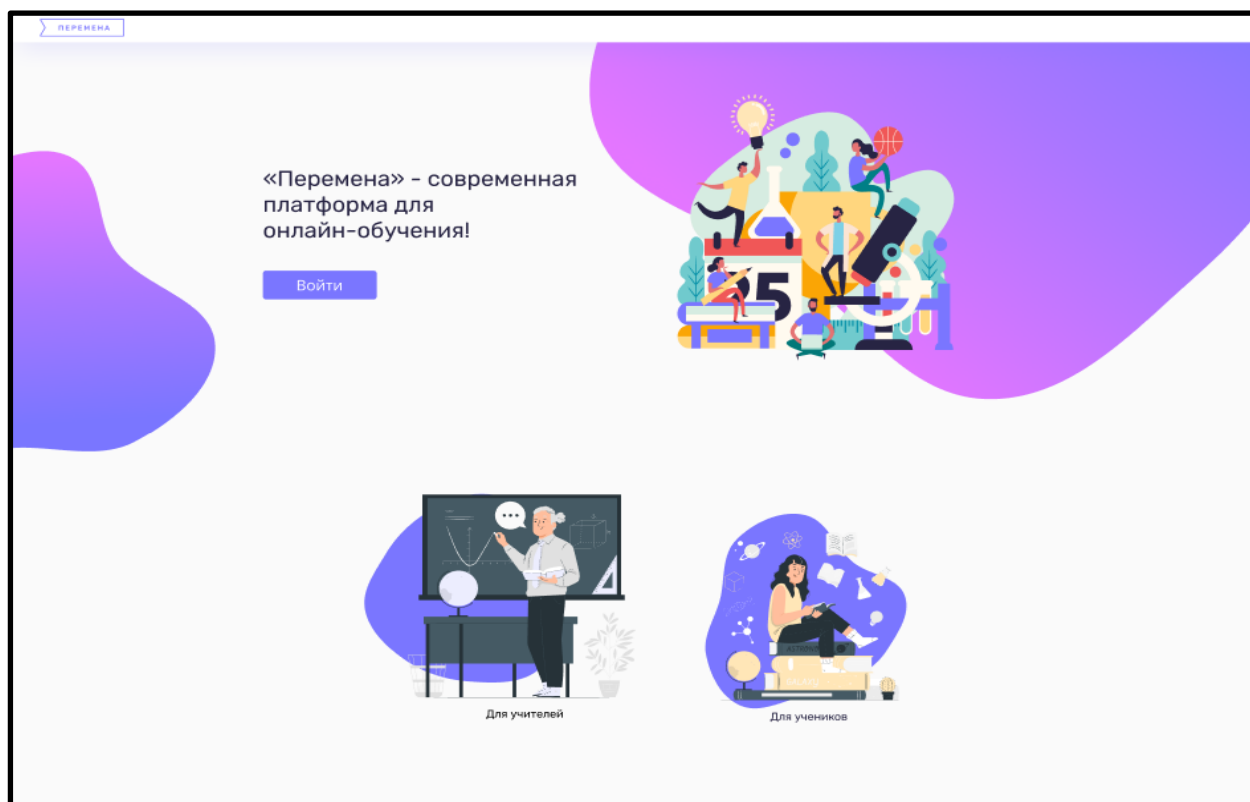 ПЕРЕМЕНА
«Перемена» - современная
платформа для
онлайн-обучения!
Войти
Для учителей
Для учеников